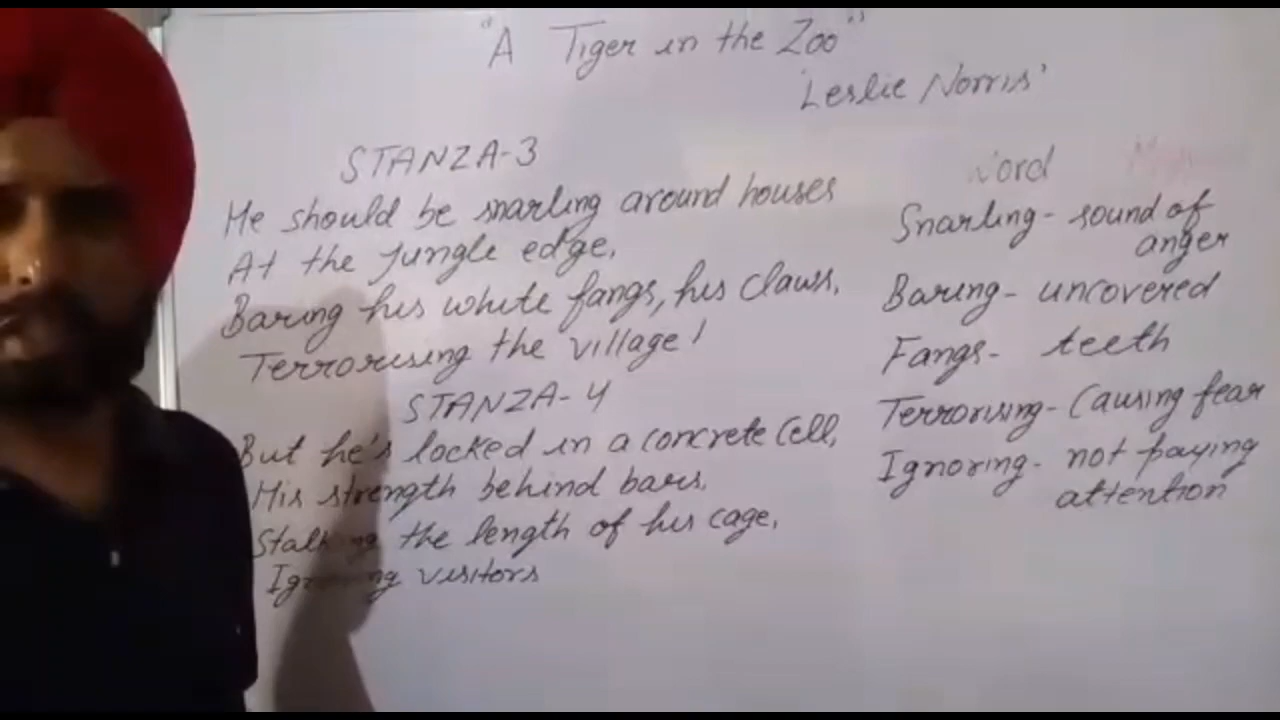 "A Tiger in the Zoo"
'Leslie Norris'
STANZA-3
He should be snarling around houses
At the Jungle edge,
Baring his white fangs, his claws,
Terrorising the village!
STANZA-4
But he's locked in a concrete Cell,
His strength behind bars,
Stalking the length of his cage,
Ignoring visitors
Word
Snarling- sound of
anger
Baring- uncovered
Fangs- teeth
Terrorising- Causing fear
Ignoring- not paying
attention